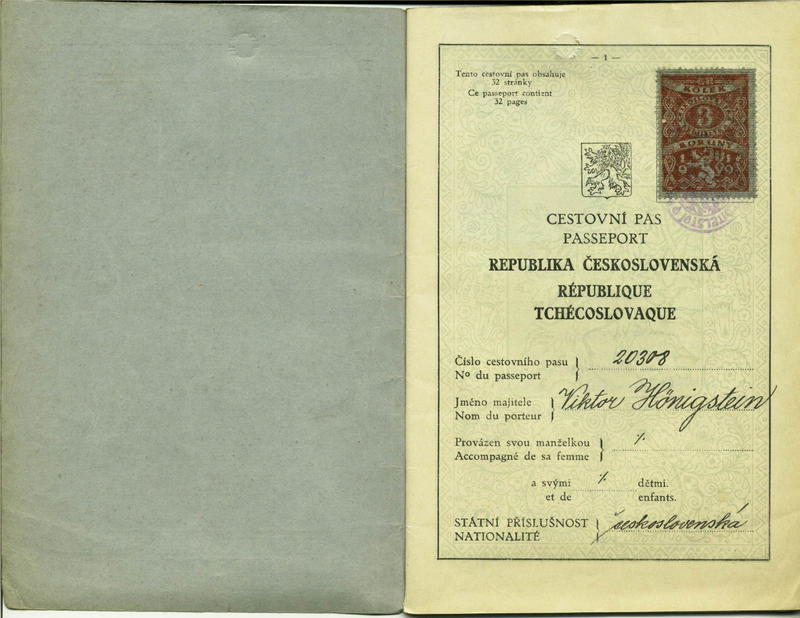 — 1 —
Tento cestovní pas obsahuje
32 stránky
Ce passeport contient
32 pages
KOLEK
3
KORUNY
1918
CESTOVNÍ PAS
PASSEPORT
REPUBLIKA ČESKOSLOVENSKÁ
RÉPUBLIQUE
TCHÉCOSLOVAQUE
Číslo cestovního pasu } 20308
Nº du passeport
Jméno majitele } Viktor Hönigstein
Nom du porteur
Provázen svou manželkou } ٪
Accompagné de sa femme
a svými ٪ dětmi.
et de enfants.
STÁTNÍ PŘÍSLUŠNOST } československá
NATIONALITÉ